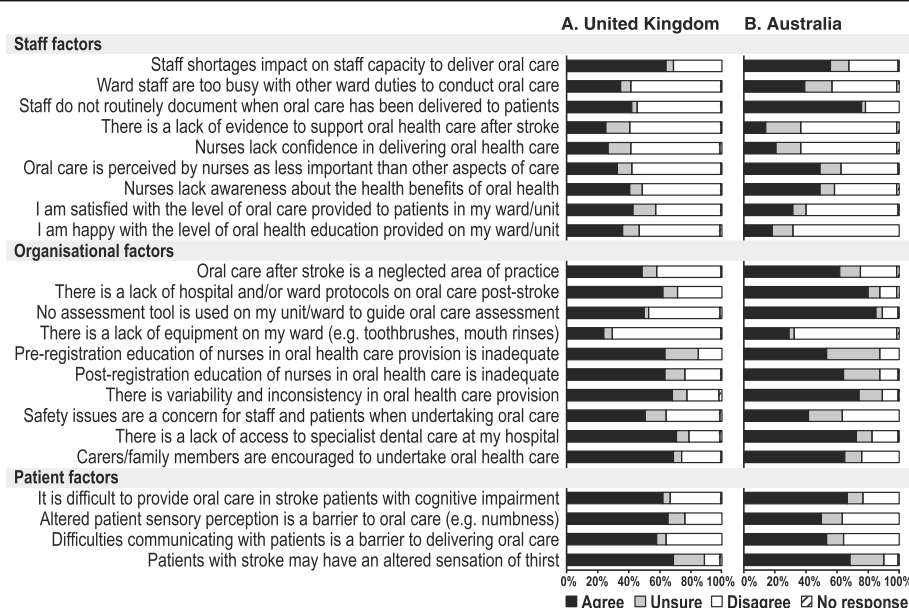 A. United Kingdom B. Australia
Staff factors
Staff shortages impact on staff capacity to deliver oral care
Ward staff are too busy with other ward duties to conduct oral care
Staff do not routinely document when oral care has been delivered to patients
There is a lack of evidence to support oral health care after stroke
Nurses lack confidence in delivering oral health care
Oral care is perceived by nurses as less important than other aspects of care
Nurses lack awareness about the health benefits of oral health
I am satisfied with the level of oral care provided to patients in my ward/unit
I am happy with the level of oral health education provided on my ward/unit
Organisational factors
Oral care after stroke is a neglected area of practice
There is a lack of hospital and/or ward protocols on oral care post-stroke
No assessment tool is used on my unit/ward to guide oral care assessment
There is a lack of equipment on my ward (e.g. toothbrushes, mouth rinses)
Pre-registration education of nurses in oral health care provision is inadequate
Post-registration education of nurses in oral health care is inadequate
There is variability and inconsistency in oral health care provision
Safety issues are a concern for staff and patients when undertaking oral care
There is a lack of access to specialist dental care at my hospital
Carers/family members are encouraged to undertake oral health care
Patient factors
It is difficult to provide oral care in stroke patients with cognitive impairment
Altered patient sensory perception is a barrier to oral care (e.g. numbness)
Difficulties communicating with patients is a barrier to delivering oral care
Patients with stroke may have an altered sensation of thirst
0% 20% 40% 60% 80% 100% 0% 20% 40% 60% 80% 100%
Agree Unsure Disagree No response